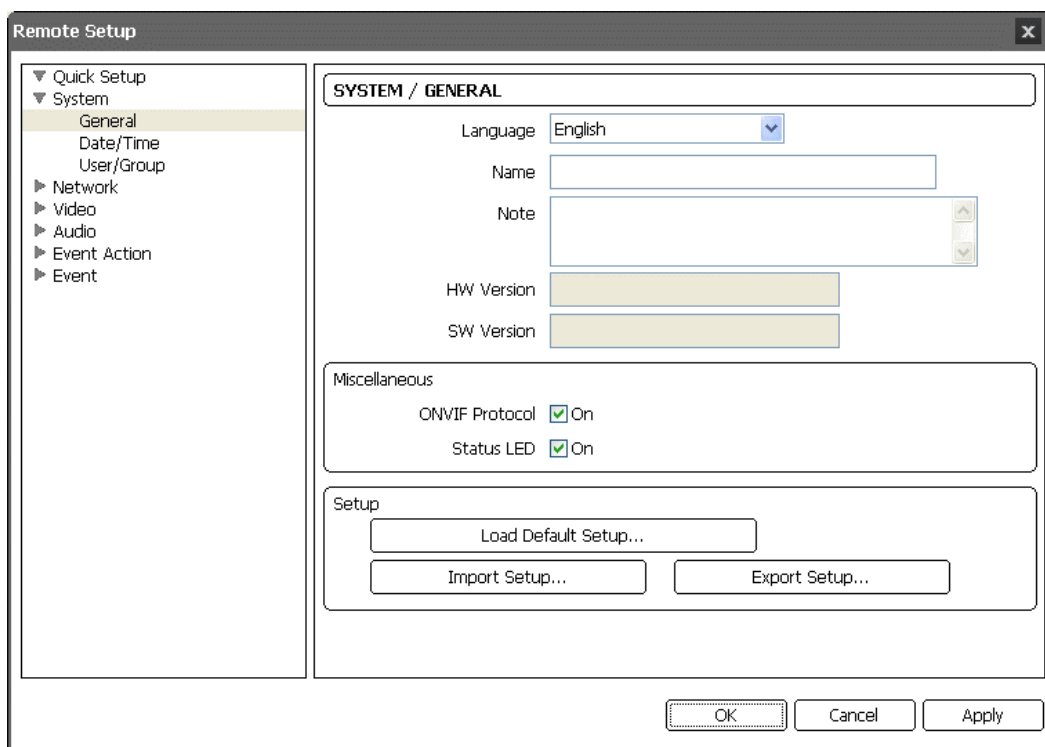 Remote Setup
Quick Setup
System
General
Date/Time
User/Group
Network
Video
Audio
Event Action
Event
SYSTEM / GENERAL
Language English
Name
Note
HW Version
SW Version
Miscellaneous
ONVIF Protocol On
Status LED On
Setup
Load Default Setup...
Import Setup... Export Setup...
OK Cancel Apply